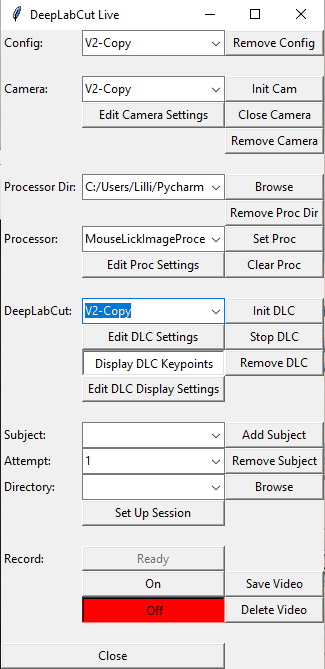 DeepLabCut Live
Config: V2-Copy Remove Config
Camera: V2-Copy Init Cam
Edit Camera Settings Close Camera
Remove Camera
Processor Dir: C:/Users/Lilli/Pycharm Browse
Remove Proc Dir
Processor: MouseLickImageProce Set Proc
Edit Proc Settings Clear Proc
DeepLabCut: V2-Copy Init DLC
Edit DLC Settings Stop DLC
Display DLC Keypoints Remove DLC
Edit DLC Display Settings
Subject: Add Subject
Attempt: 1 Remove Subject
Directory: Browse
Set Up Session
Record: Ready
On Save Video
Off Delete Video
Close